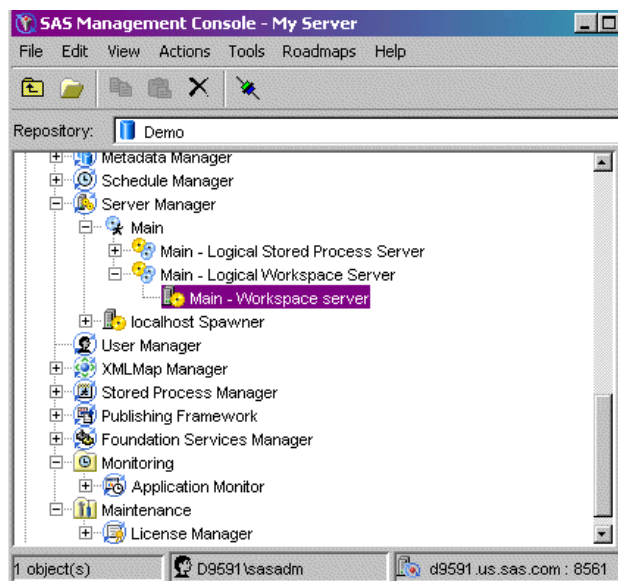 SAS Management Console - My Server
File Edit View Actions Tools Roadmaps Help
Repository: Demo
Metadata Manager
Schedule Manager
Server Manager
Main
Main - Logical Stored Process Server
Main - Logical Workspace Server
Main - Workspace server
localhost Spawner
User Manager
XMLMap Manager
Stored Process Manager
Publishing Framework
Foundation Services Manager
Monitoring
Application Monitor
Maintenance
License Manager
1 object(s) D9591\sasadm d9591.us.sas.com : 8561